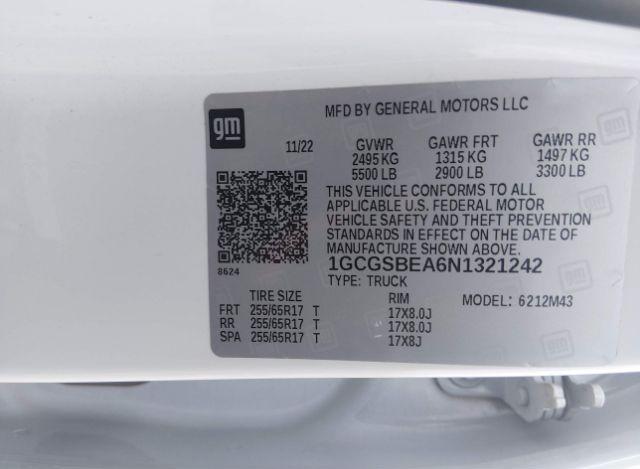 gm
MFD BY GENERAL MOTORS LLC
11/22
GVWR GAWR FRT GAWR RR
2495 KG 1315 KG 1497 KG
5500 LB 2900 LB 3300 LB
THIS VEHICLE CONFORMS TO ALL
APPLICABLE U.S. FEDERAL MOTOR
VEHICLE SAFETY AND THEFT PREVENTION
STANDARDS IN EFFECT ON THE DATE OF
MANUFACTURE SHOWN ABOVE.
8624
1GCGSBEA6N1321242
TYPE: TRUCK
TIRE SIZE RIM MODEL: 6212M43
FRT 255/65R17 T 17X8.0J
RR 255/65R17 T 17X8.0J
SPA 255/65R17 T 17X8J